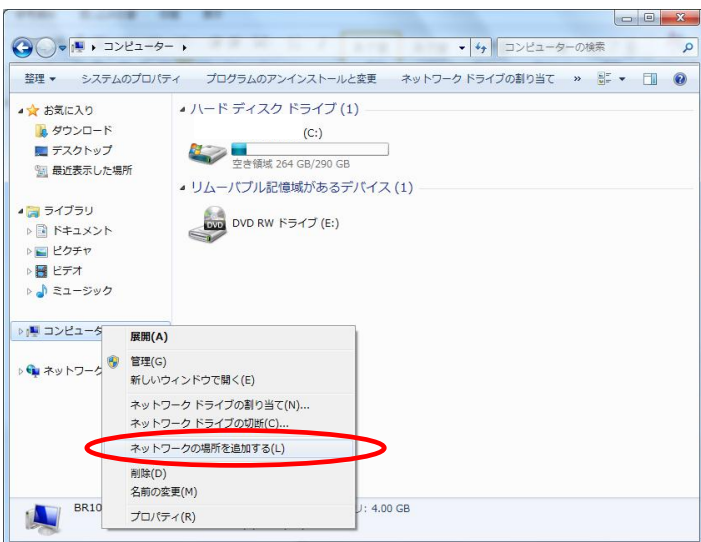 コンピューター
コンピューターの検索
整理 システムのプロパティ プログラムのアンインストールと変更 ネットワーク ドライブの割り当て »
お気に入り
ダウンロード
デスクトップ
最近表示した場所
ライブラリ
ドキュメント
ピクチャ
ビデオ
ミュージック
コンピュータ
ネットワーク
ハード ディスク ドライブ (1)
(C:)
空き領域 264 GB/290 GB
リムーバブル記憶域があるデバイス (1)
DVD
DVD RW ドライブ (E:)
展開(A)
管理(G)
新しいウィンドウで開く(E)
ネットワーク ドライブの割り当て(N)...
ネットワーク ドライブの切断(C)...
ネットワークの場所を追加する(L)
削除(D)
名前の変更(M)
プロパティ(R)
BR10
: 4.00 GB